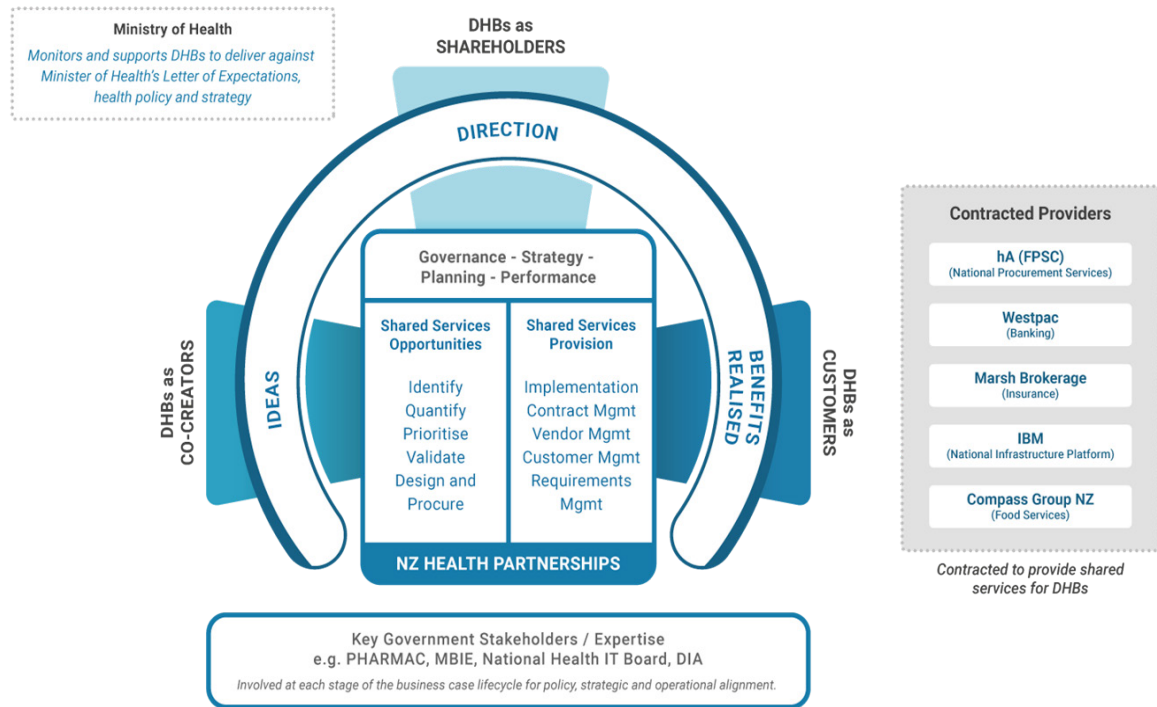 Ministry of Health
Monitors and supports DHBs to deliver against
Minister of Health's Letter of Expectations,
health policy and strategy
DHBs as
SHAREHOLDERS
DIRECTION
Governance - Strategy -
Planning - Performance
DHBs as
CO-CREATORS
IDEAS
Shared Services
Opportunities
Identify
Quantify
Prioritise
Validate
Design and
Procure
Shared Services
Provision
Implementation
Contract Mgmt
Vendor Mgmt
Customer Mgmt
Requirements
Mgmt
BENEFITS
REALISED
DHBs as
CUSTOMERS
NZ HEALTH PARTNERSHIPS
Key Government Stakeholders / Expertise
e.g. PHARMAC, MBIE, National Health IT Board, DIA
Involved at each stage of the business case lifecycle for policy, strategic and operational alignment.
Contracted Providers
hA (FPSC)
(National Procurement Services)
Westpac
(Banking)
Marsh Brokerage
(Insurance)
IBM
(National Infrastructure Platform)
Compass Group NZ
(Food Services)
Contracted to provide shared
services for DHBs